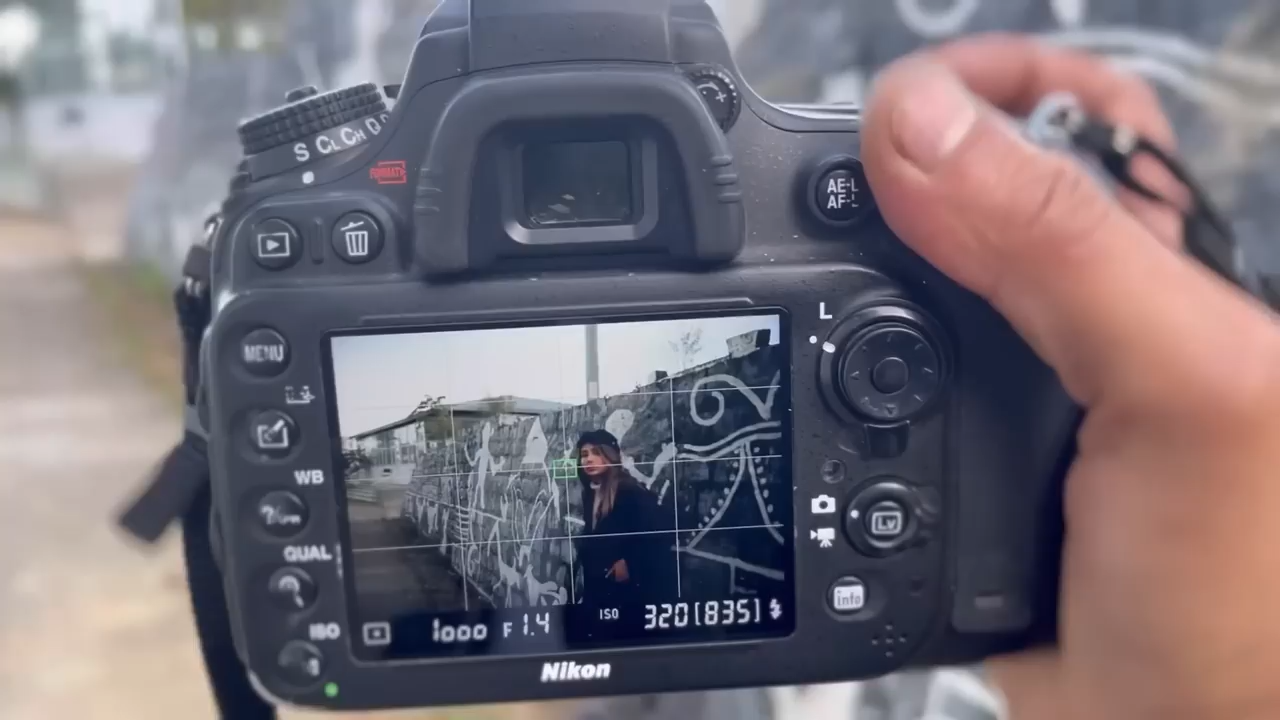 S CL CH Q
FORMAT
AE-L
AF-L
L
MENU
WB
QUAL
ISO
Lv
info
1000 F1.4 ISO 320[835]
Nikon